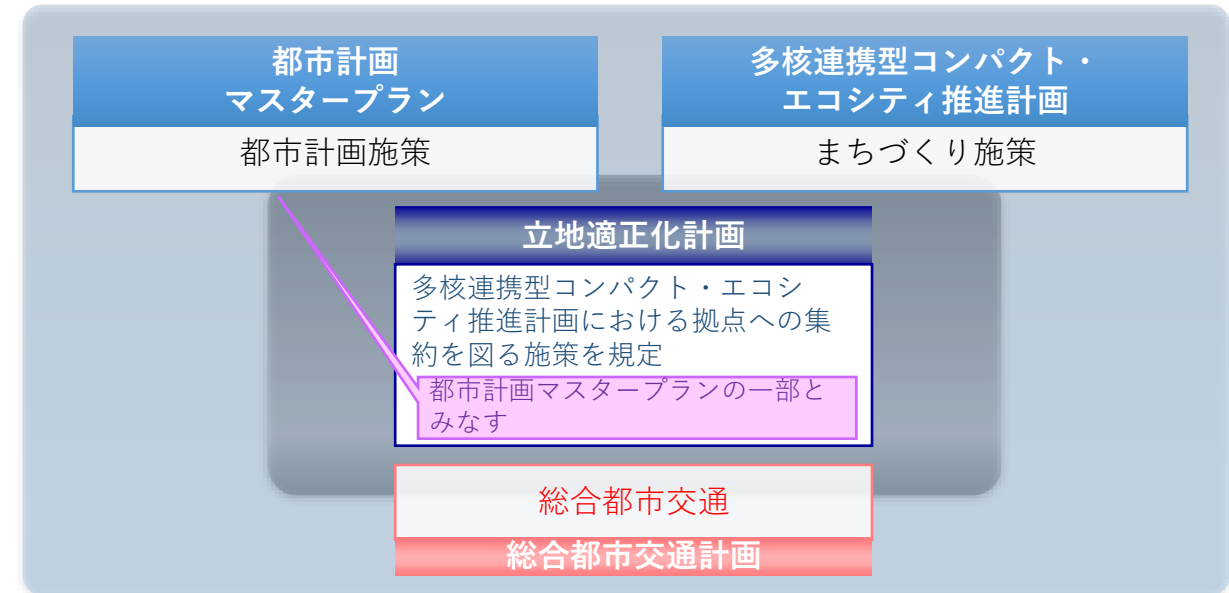 都市計画
マスタープラン
都市計画施策
多核連携型コンパクト・
エコシティ推進計画
まちづくり施策
立地適正化計画
多核連携型コンパクト・エコシ
ティ推進計画における拠点への集
約を図る施策を規定
都市計画マスタープランの一部と
みなす
総合都市交通
総合都市交通計画